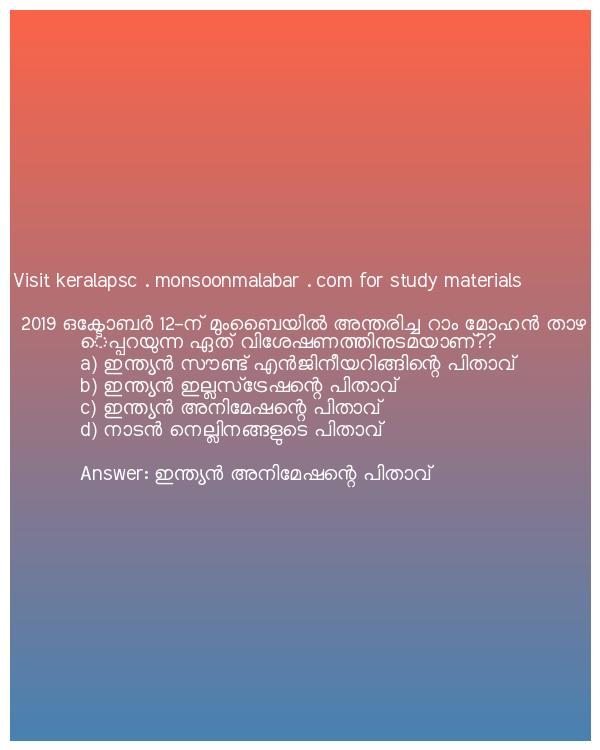 Visit keralapsc . monsoonmalabar . com for study materials
2019 ഒക്ടോബർ 12-ന് മുംബൈയിൽ അന്തരിച്ച റാം മോഹൻ താഴ
െപ്പറയുന്ന ഏത് വിശേഷണത്തിനുടമയാണ്??
a) ഇന്ത്യൻ സൗണ്ട് എൻജിനീയറിങ്ങിന്റെ പിതാവ്
b) ഇന്ത്യൻ ഇല്ലസ്ട്രേഷന്റെ പിതാവ്
c) ഇന്ത്യൻ അനിമേഷന്റെ പിതാവ്
d) നാടൻ നെല്ലിനങ്ങളുടെ പിതാവ്
Answer: ഇന്ത്യൻ അനിമേഷന്റെ പിതാവ്